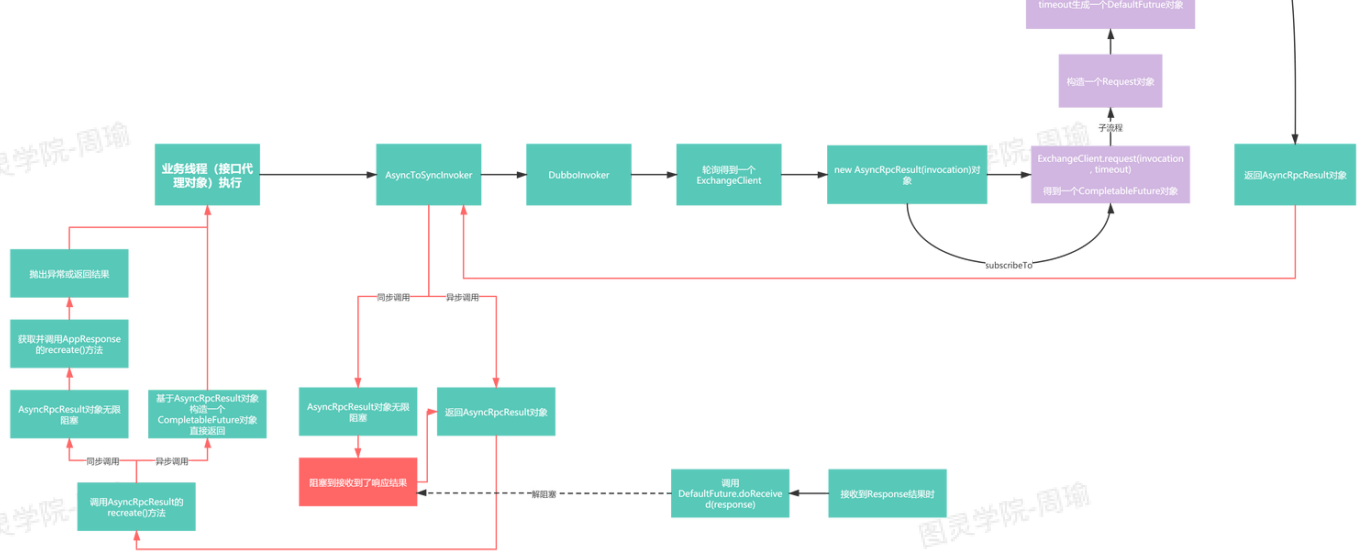 timeout生成一个DefaultFutrue对象
构造一个Request对象
子流程
业务线程（接口代
理对象）执行
AsyncToSyncInvoker
DubboInvoker
轮询得到一个
ExchangeClient
new AsyncRpcResult(invocation)对
象
ExchangeClient.request(invocation
, timeout)
得到一个CompletableFuture对象
返回AsyncRpcResult对象
subscribeTo
抛出异常或返回结果
同步调用
异步调用
获取并调用AppResponse
的recreate()方法
AsyncRpcResult对象无限
阻塞
基于AsyncRpcResult对象
构造一个
CompletableFuture对象
直接返回
AsyncRpcResult对象无限
阻塞
返回AsyncRpcResult对象
同步调用
异步调用
阻塞到接收到了响应结果
解阻塞
调用
DefaultFuture.doReceive
d(response)
接收到Response结果时
调用AsyncRpcResult的
recreate()方法
灵学院-周瑜
学院-周瑜
灵学院-周瑜
图灵学院-周瑜